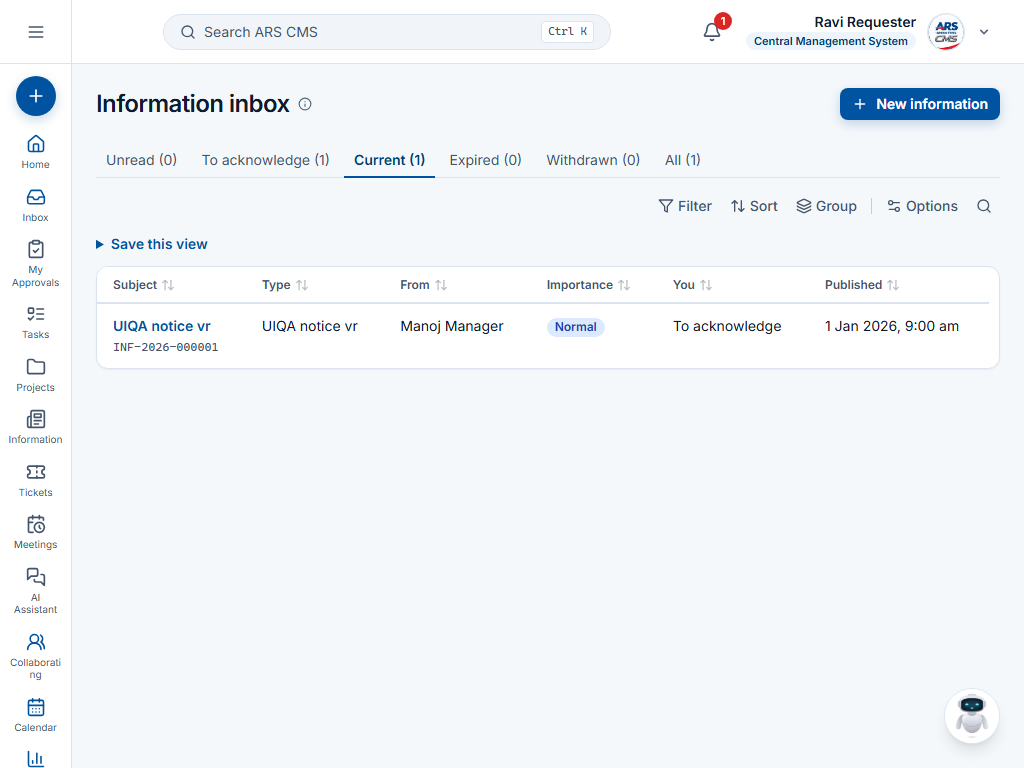 Search ARS CMS
Ctrl K
1
Ravi Requester
Central Management System
ARS
CMS
Home
Inbox
My
Approvals
Tasks
Projects
Information
Tickets
Meetings
AI
Assistant
Collaborati
ng
Calendar
Information inbox
New information
Unread (0)
To acknowledge (1)
Current (1)
Expired (0)
Withdrawn (0)
All (1)
Filter
Sort
Group
Options
Save this view
Subject
Type
From
Importance
You
Published
UIQA notice vr
INF-2026-000001
UIQA notice vr
Manoj Manager
Normal
To acknowledge
1 Jan 2026, 9:00 am